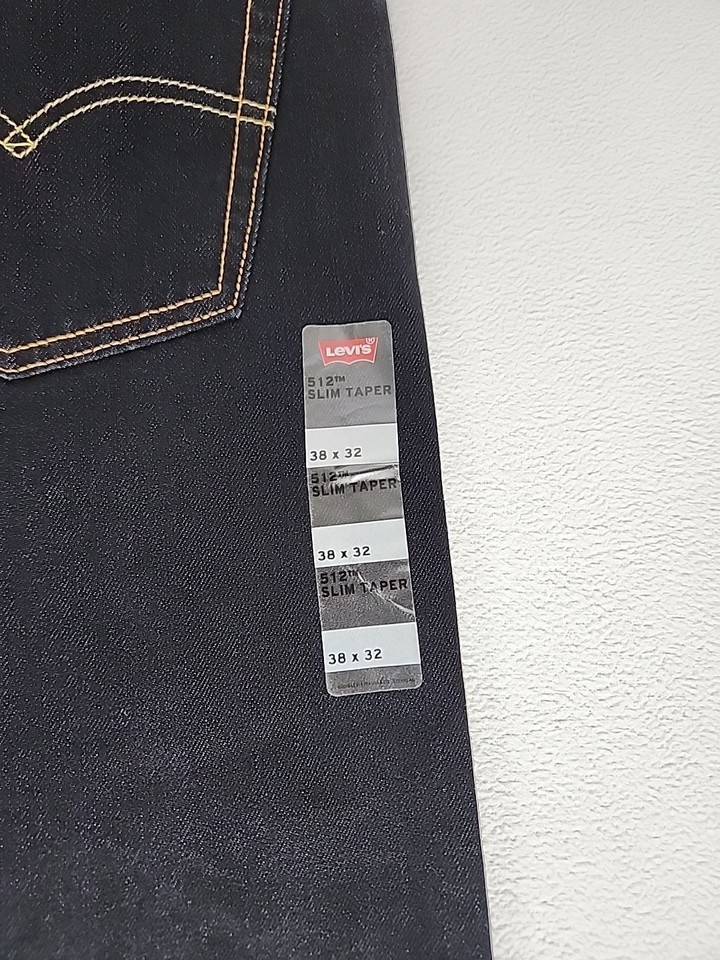 LEVI'S®
512™
SLIM TAPER
38 x 32
512™
SLIM TAPER
38 x 32
512™
SLIM TAPER
38 x 32